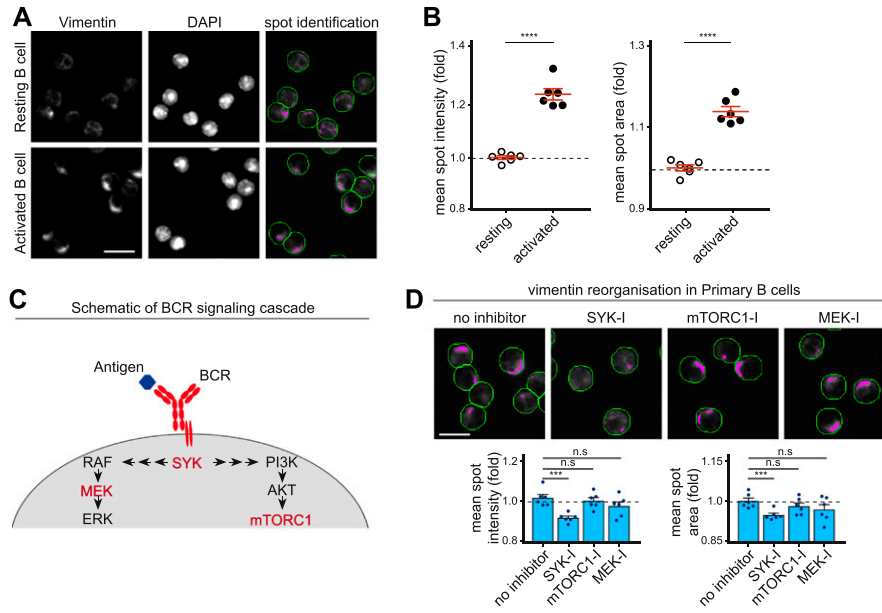 A
Vimentin
DAPI
spot identification
Resting B cell
Activated B cell
B
mean spot intensity (fold)
1.4
1.2
1.0
0.8
****
resting
activated
mean spot area (fold)
1.3
1.1
0.9
****
resting
activated
C
Schematic of BCR signaling cascade
Antigen
BCR
RAF
SYK
PI3K
MEK
AKT
ERK
mTORC1
D
vimentin reorganisation in Primary B cells
no inhibitor
SYK-I
mTORC1-I
MEK-I
mean spot
intensity (fold)
1.4
1.0
0.8
n.s
n.s
***
no inhibitor
SYK-I
mTORC1-I
MEK-I
mean spot
area (fold)
1.15
1.0
0.85
n.s
n.s
***
no inhibitor
SYK-I
mTORC1-I
MEK-I